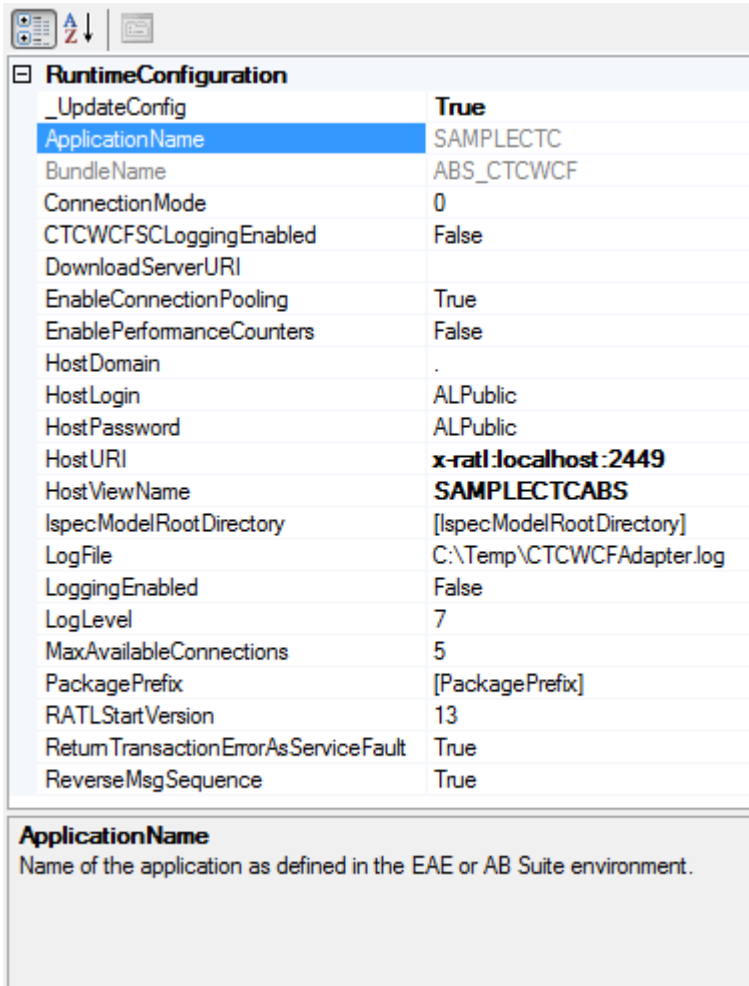 A
Z
RuntimeConfiguration
_UpdateConfig True
ApplicationName SAMPLECTC
BundleName ABS_CTCWCF
ConnectionMode 0
CTCWCFSCLoggingEnabled False
DownloadServerURI
EnableConnectionPooling True
EnablePerformanceCounters False
HostDomain .
HostLogin ALPublic
HostPassword ALPublic
HostURI x-ratl:localhost:2449
HostViewName SAMPLECTCABS
IspecModelRootDirectory [IspecModelRootDirectory]
LogFile C:\Temp\CTCWCFAdapter.log
LoggingEnabled False
LogLevel 7
MaxAvailableConnections 5
PackagePrefix [PackagePrefix]
RATLStartVersion 13
ReturnTransactionErrorAsServiceFault True
ReverseMsgSequence True
ApplicationName
Name of the application as defined in the EAE or AB Suite environment.